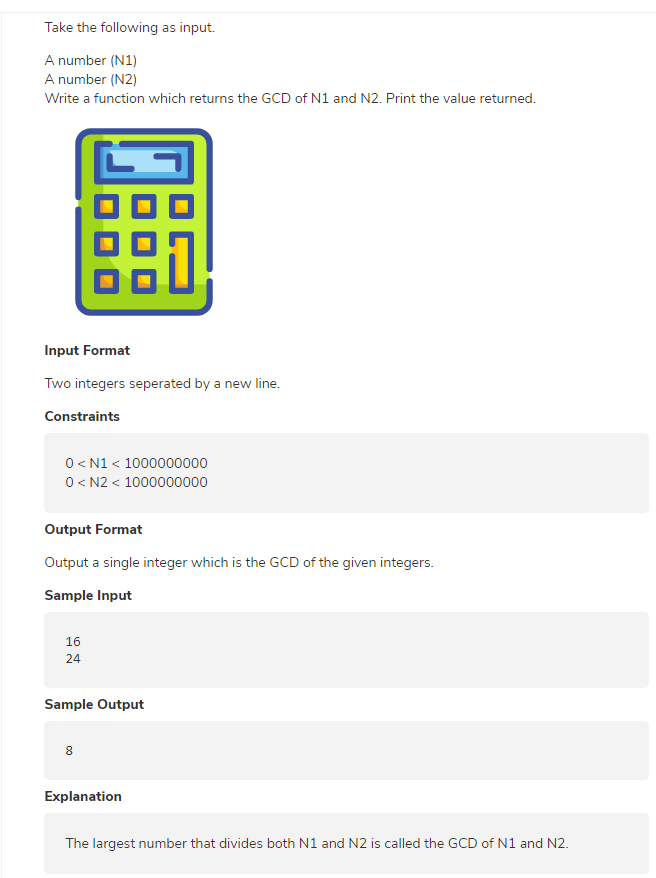 Take the following as input.
A number (N1)
A number (N2)
Write a function which returns the GCD of N1 and N2. Print the value returned.
Input Format
Two integers seperated by a new line.
Constraints
0 < N1 < 1000000000
0 < N2 < 1000000000
Output Format
Output a single integer which is the GCD of the given integers.
Sample Input
16
24
Sample Output
8
Explanation
The largest number that divides both N1 and N2 is called the GCD of N1 and N2.